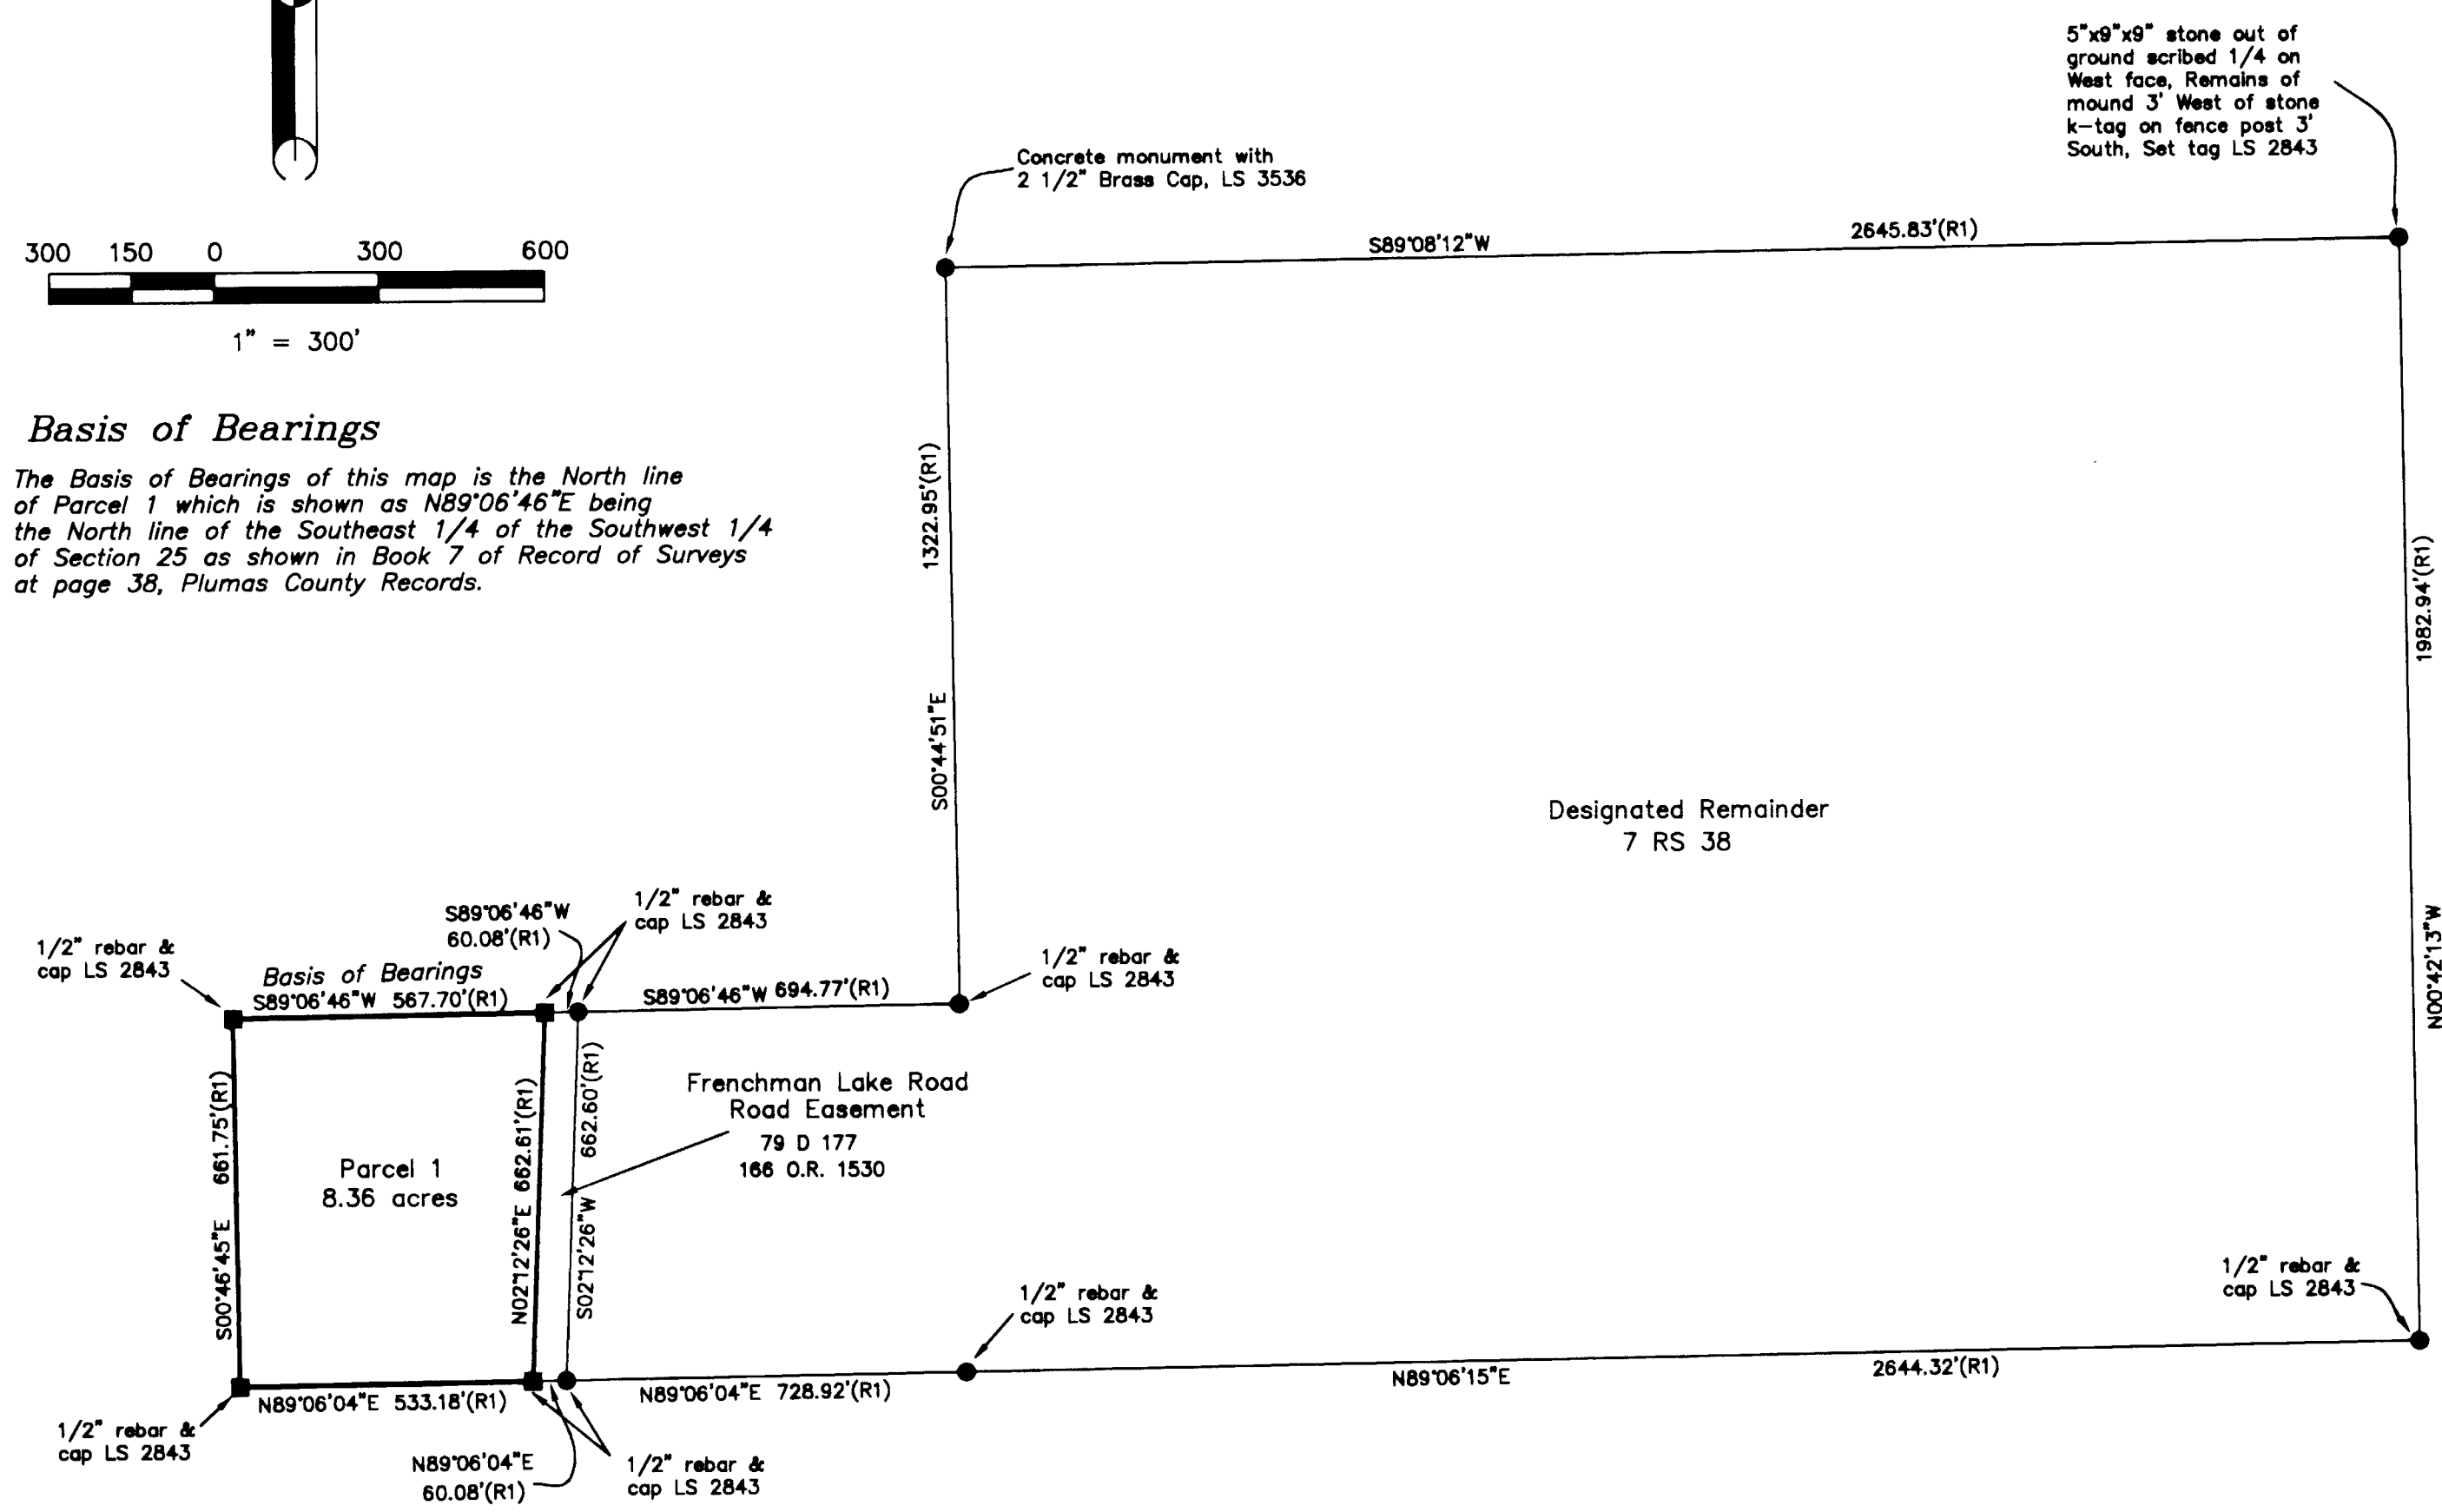 5"x9"x9" stone out of
ground scribed 1/4 on
West face, Remains of
mound 3' West of stone
k-tag on fence post 3'
South, Set tag LS 2843
Concrete monument with
2 1/2" Brass Cap, LS 3536
S89°08'12"W
2645.83'(R1)
300 150 0 300 600
1" = 300'
Basis of Bearings
The Basis of Bearings of this map is the North line
of Parcel 1 which is shown as N89°06'46"E being
the North line of the Southeast 1/4 of the Southwest 1/4
of Section 25 as shown in Book 7 of Record of Surveys
at page 38, Plumas County Records.
1322.95'(R1)
S00°44'51"E
1982.94'(R1)
N00°42'13"W
Designated Remainder
7 RS 38
S89°06'46"W
60.08'(R1)
1/2" rebar &
cap LS 2843
1/2" rebar &
cap LS 2843
Basis of Bearings
S89°06'46"W 567.70'(R1)
S89°06'46"W 694.77'(R1)
1/2" rebar &
cap LS 2843
661.75'(R1)
S00°46'45"E
Parcel 1
8.36 acres
N02°12'26"E 662.61'(R1)
662.60'(R1)
S02°12'26"W
Frenchman Lake Road
Road Easement
79 D 177
166 O.R. 1530
1/2" rebar &
cap LS 2843
1/2" rebar &
cap LS 2843
N89°06'04"E 533.18'(R1)
N89°06'04"E 728.92'(R1)
N89°06'15"E
2644.32'(R1)
1/2" rebar &
cap LS 2843
N89°06'04"E
60.08'(R1)
1/2" rebar &
cap LS 2843